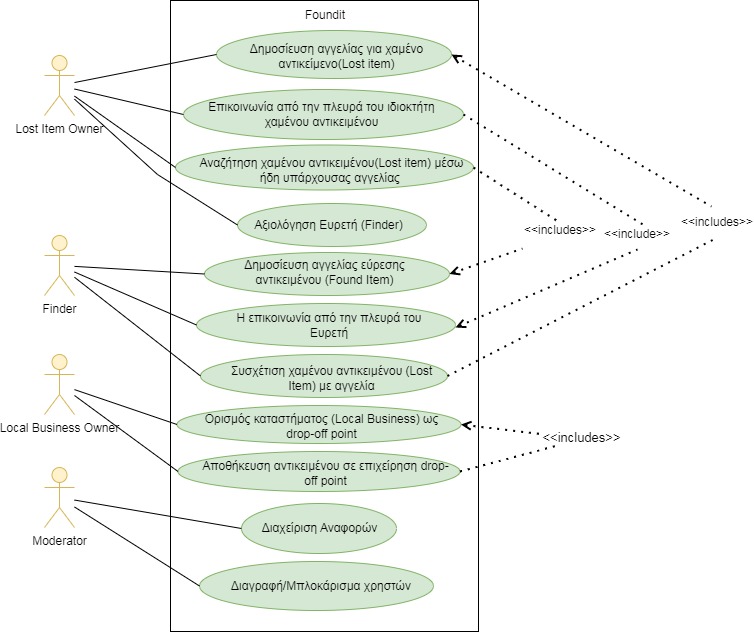 Foundit
Δημοσίευση αγγελίας για χαμένο
αντικείμενο(Lost item)
Lost Item Owner
Επικοινωνία από την πλευρά του ιδιοκτήτη
χαμένου αντικειμένου
Αναζήτηση χαμένου αντικειμένου(Lost item) μέσω
ήδη υπάρχουσας αγγελίας
Αξιολόγηση Ευρετή (Finder)
<<includes>>
<<include>>
<<includes>>
Δημοσίευση αγγελίας εύρεσης
αντικειμένου (Found Item)
Finder
Η επικοινωνία από την πλευρά του
Ευρετή
Συσχέτιση χαμένου αντικειμένου (Lost
Item) με αγγελία
Local Business Owner
Ορισμός καταστήματος (Local Business) ως
drop-off point
<<includes>>
Αποθήκευση αντικειμένου σε επιχείρηση drop-
off point
Moderator
Διαχείριση Αναφορών
Διαγραφή/Μπλοκάρισμα χρηστών